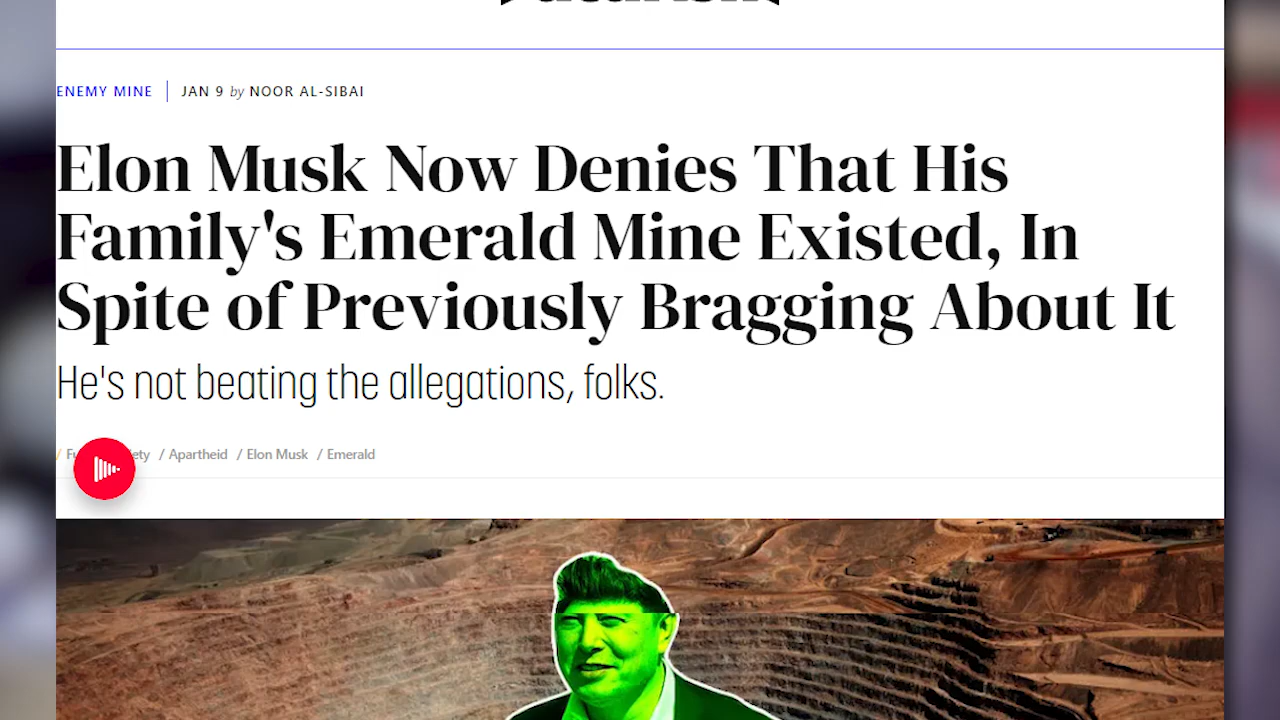 ENEMY MINE JAN 9 by NOOR AL-SIBAI
Elon Musk Now Denies That His
Family's Emerald Mine Existed, In
Spite of Previously Bragging About It
He's not beating the allegations, folks.
/ Apartheid / Elon Musk / Emerald